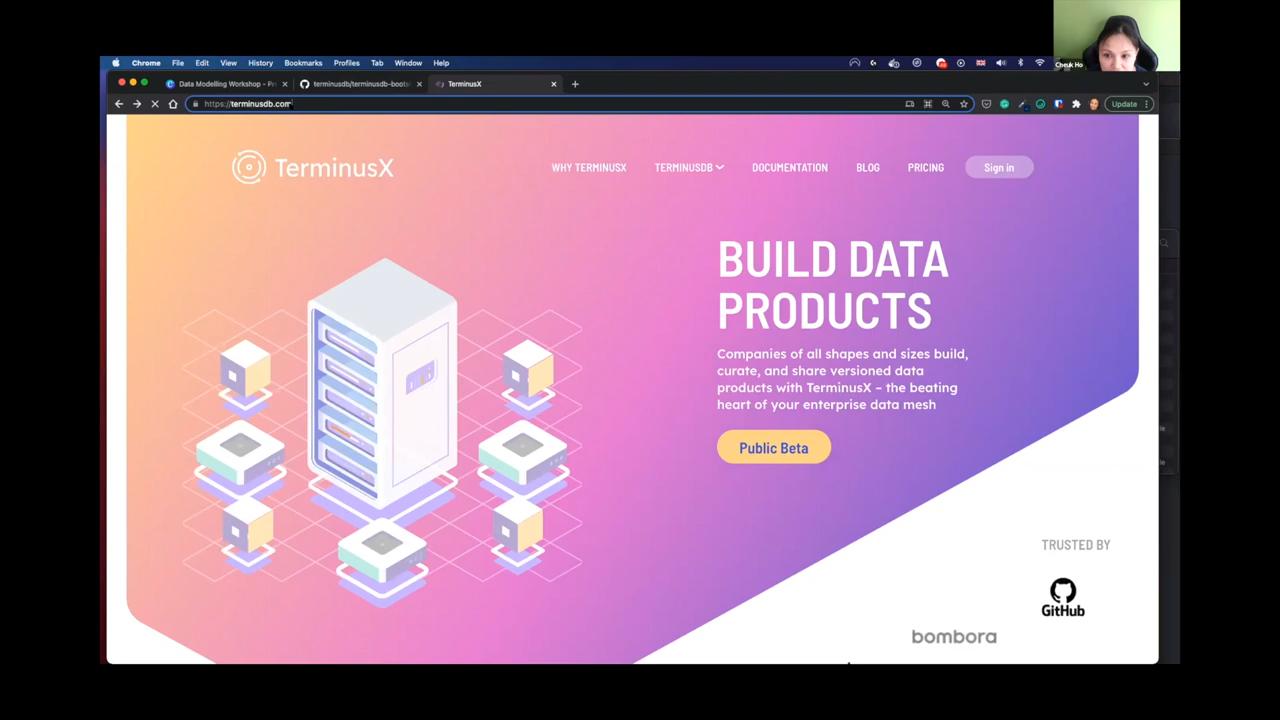 Cheuk Ho
Chrome File Edit View History Bookmarks Profiles Tab Window Help
Data Modelling Workshop - Pr
terminusdb/terminusdb-boots
TerminusX
https://terminusdb.com
Update
TerminusX
WHY TERMINUSX TERMINUSDB DOCUMENTATION BLOG PRICING Sign in
BUILD DATA
PRODUCTS
Companies of all shapes and sizes build,
curate, and share versioned data
products with TerminusX – the beating
heart of your enterprise data mesh
Public Beta
TRUSTED BY
GitHub
bombora